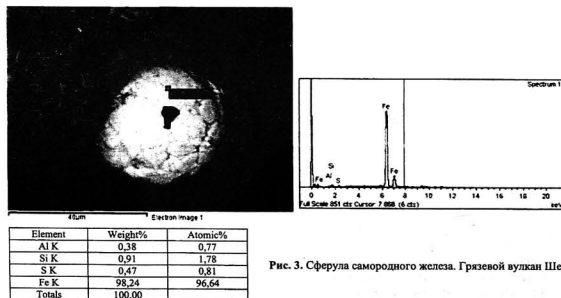 Spectrum 1
Fe
Si
Al
Fe
S
Fe
0 2 4 6 8 10 12 14 16 18 20
Full Scale 851 cts Cursor: 7.868 (6 cts)
40µm
Electron Image 1
Element Weight% Atomic%
Al K 0,38 0,77
Si K 0,91 1,78
S K 0,47 0,81
Fe K 98,24 96,64
Totals 100.00
Рис. 3. Сферула самородного железа. Грязевой вулкан Ше